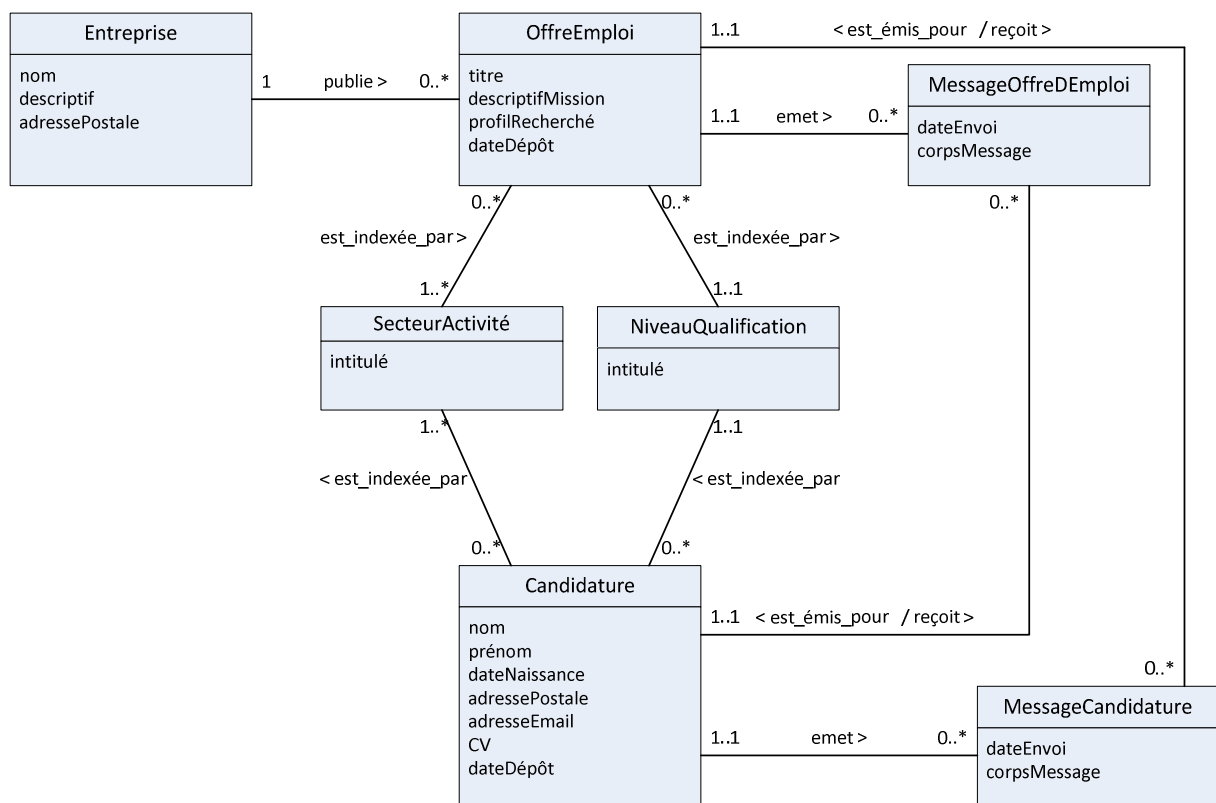 Entreprise
nom
descriptif
adressePostale
1 publie > 0..*
OffreEmploi
titre
descriptifMission
profilRecherché
dateDépôt
1..1 < est_émis_pour / reçoit >
1..1 emet > 0..*
MessageOffreDEmploi
dateEnvoi
corpsMessage
0..* 0..* 0..*
est_indexée_par > est_indexée_par >
1..* 1..1
SecteurActivité
intitulé
NiveauQualification
intitulé
1..* 1..1
< est_indexée_par < est_indexée_par
0..* 0..*
Candidature
nom
prénom
dateNaissance
adressePostale
adresseEmail
CV
dateDépôt
1..1 < est_émis_pour / reçoit >
0..*
1..1 emet > 0..*
MessageCandidature
dateEnvoi
corpsMessage